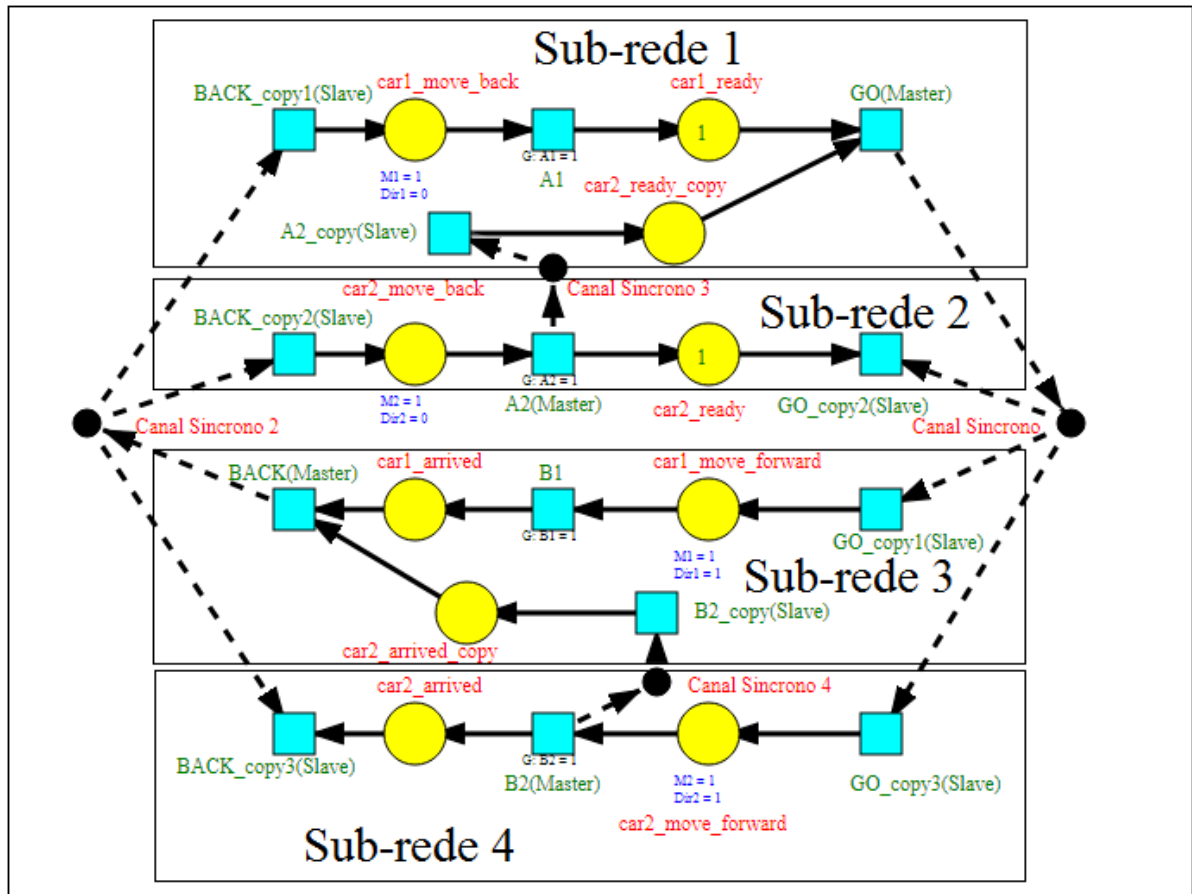 Sub-rede 1
car1_move_back
car1_ready
BACK_copy1(Slave)
GO(Master)
1
G: A1 = 1
M1 = 1
Dir1 = 0
A1
car2_ready_copy
A2_copy(Slave)
car2_move_back
Canal Sincrono 3
BACK_copy2(Slave)
Sub-rede 2
1
G: A2 = 1
M2 = 1
Dir2 = 0
A2(Master)
car2_ready
GO_copy2(Slave)
Canal Sincrono 2
Canal Sincrono
BACK(Master)
car1_arrived
B1
car1_move_forward
G: B1 = 1
M1 = 1
Dir1 = 1
GO_copy1(Slave)
Sub-rede 3
B2_copy(Slave)
car2_arrived_copy
car2_arrived
Canal Sincrono 4
G: B2 = 1
BACK_copy3(Slave)
B2(Master)
M2 = 1
Dir2 = 1
GO_copy3(Slave)
car2_move_forward
Sub-rede 4